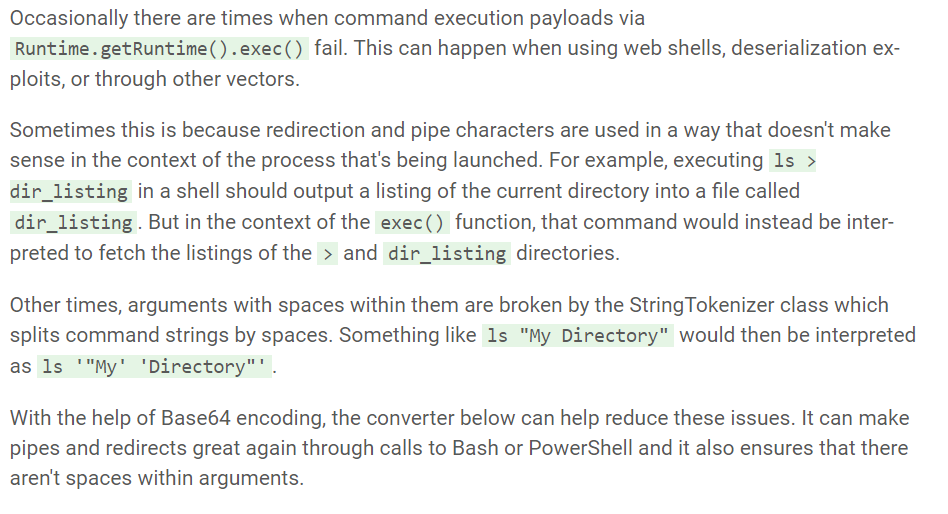 Occasionally there are times when command execution payloads via
Runtime.getRuntime().exec() fail. This can happen when using web shells, deserialization ex-
ploits, or through other vectors.
Sometimes this is because redirection and pipe characters are used in a way that doesn't make
sense in the context of the process that's being launched. For example, executing ls >
dir_listing in a shell should output a listing of the current directory into a file called
dir_listing. But in the context of the exec() function, that command would instead be inter-
preted to fetch the listings of the > and dir_listing directories.
Other times, arguments with spaces within them are broken by the StringTokenizer class which
splits command strings by spaces. Something like ls "My Directory" would then be interpreted
as ls '"My' 'Directory"'.
With the help of Base64 encoding, the converter below can help reduce these issues. It can make
pipes and redirects great again through calls to Bash or PowerShell and it also ensures that there
aren't spaces within arguments.